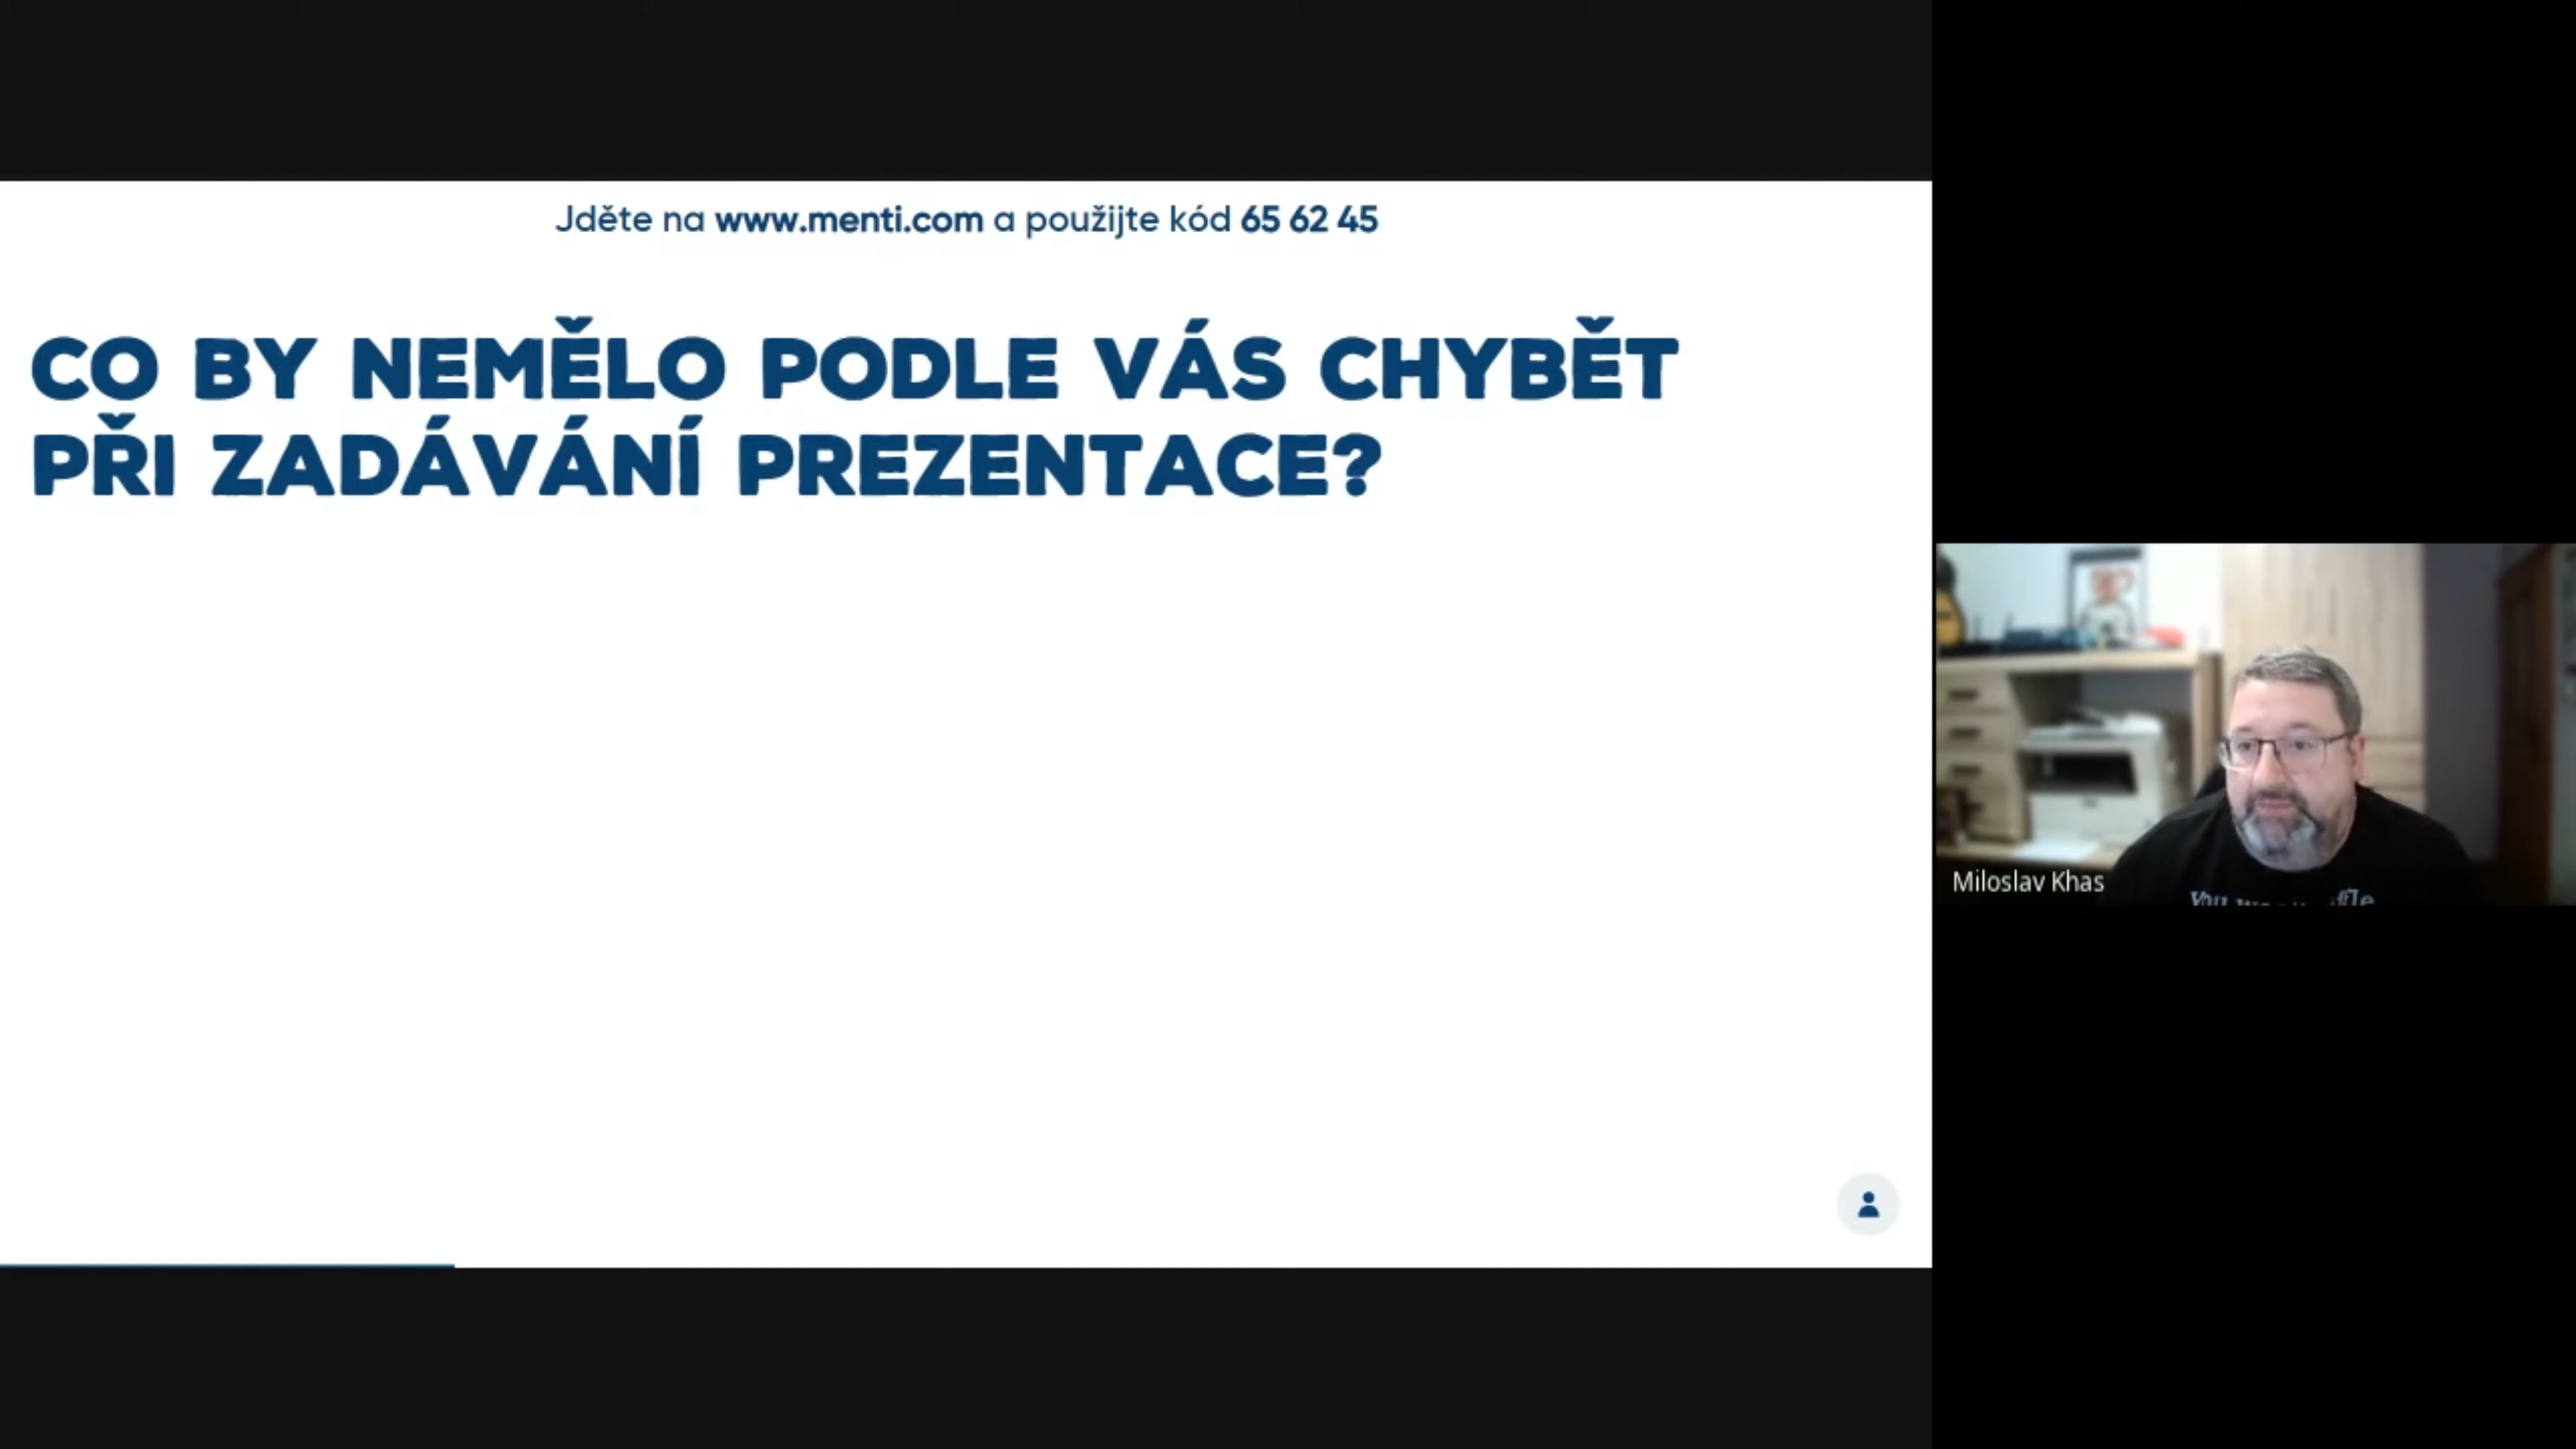 Jděte na www.menti.com a použijte kód 65 62 45
CO BY NEMĚLO PODLE VÁS CHYBĚT
PŘI ZADÁVÁNÍ PREZENTACE?
Miloslav Khas
You